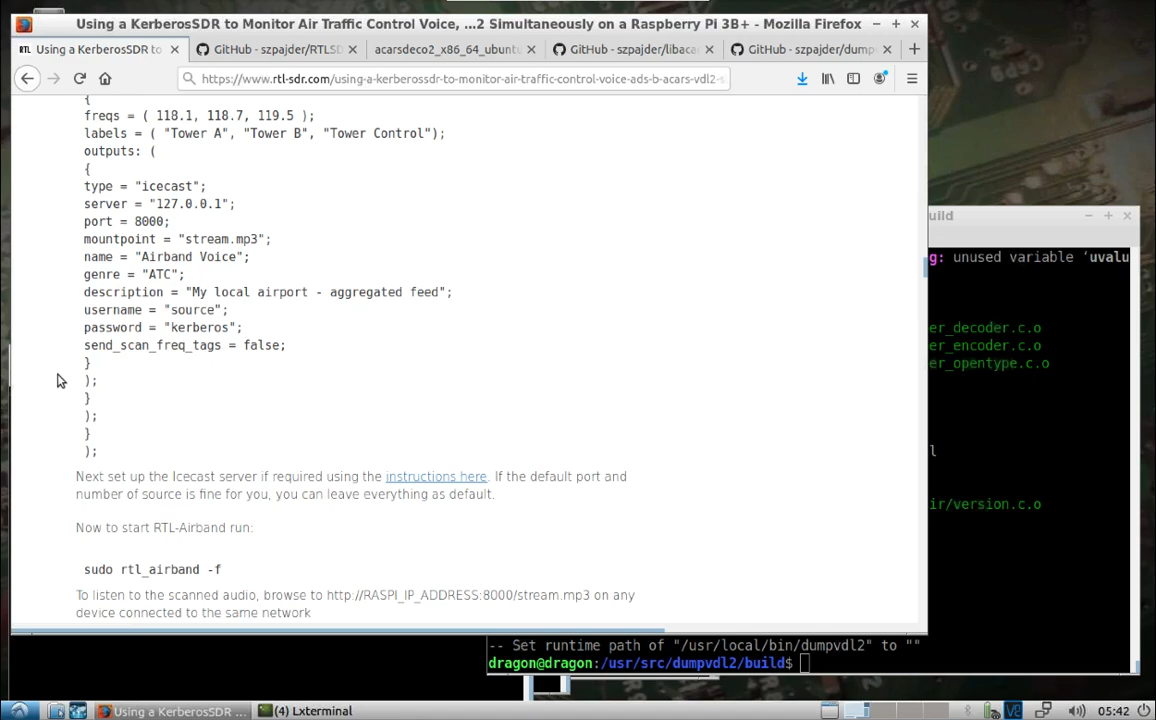 Using a KerberosSDR to Monitor Air Traffic Control Voice, ...2 Simultaneously on a Raspberry Pi 3B+ - Mozilla Firefox
RTL Using a KerberosSDR to
GitHub - szpajder/RTLSD
acarsdeco2_x86_64_ubuntu
GitHub - szpajder/libacar
GitHub - szpajder/dump
https://www.rtl-sdr.com/using-a-kerberossdr-to-monitor-air-traffic-control-voice-ads-b-acars-vdl2-s
{
freqs = ( 118.1, 118.7, 119.5 );
labels = ( "Tower A", "Tower B", "Tower Control");
outputs: (
{
type = "icecast";
server = "127.0.0.1";
port = 8000;
mountpoint = "stream.mp3";
name = "Airband Voice";
genre = "ATC";
description = "My local airport - aggregated feed";
username = "source";
password = "kerberos";
send_scan_freq_tags = false;
}
);
}
);
}
);
Next set up the Icecast server if required using the instructions here. If the default port and
number of source is fine for you, you can leave everything as default.
Now to start RTL-Airband run:
sudo rtl_airband -f
To listen to the scanned audio, browse to http://RASPI_IP_ADDRESS:8000/stream.mp3 on any
device connected to the same network
uild
g: unused variable ‘uvalu
er_decoder.c.o
er_encoder.c.o
er_opentype.c.o
l
ir/version.c.o
-- Set runtime path of "/usr/local/bin/dumpvdl2" to ""
dragon@dragon:/usr/src/dumpvdl2/build$
Using a KerberosSDR ...
(4) Lxterminal
05:42